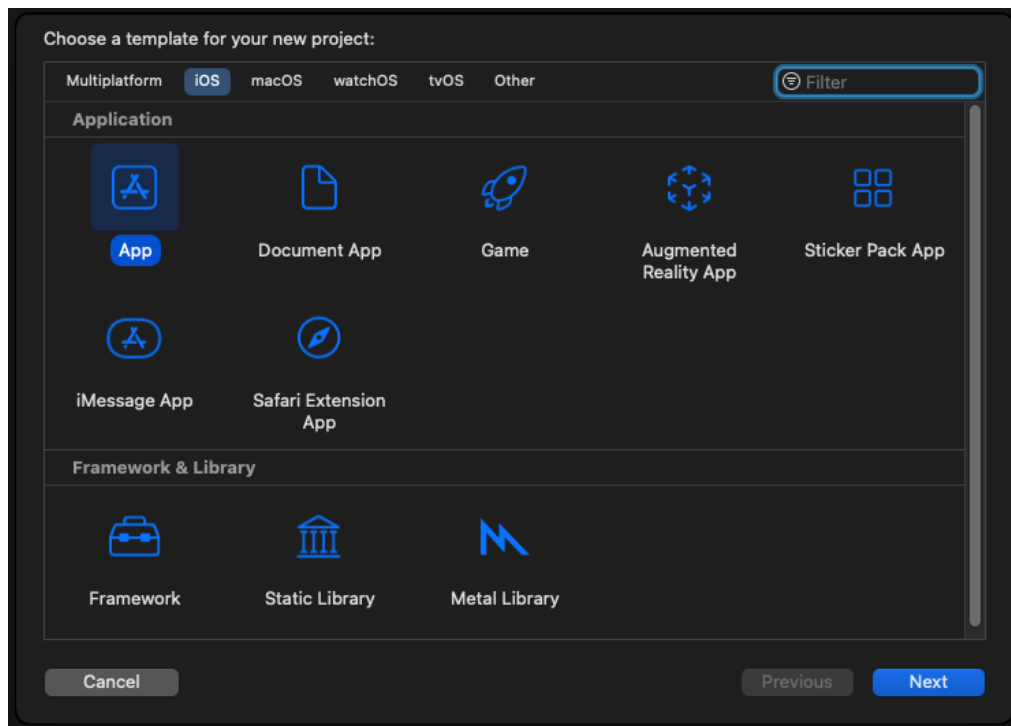 Choose a template for your new project:
Multiplatform iOS macOS watchOS tvOS Other Filter
Application
App Document App Game Augmented Reality App Sticker Pack App
iMessage App Safari Extension App
Framework & Library
Framework Static Library Metal Library
Cancel Previous Next